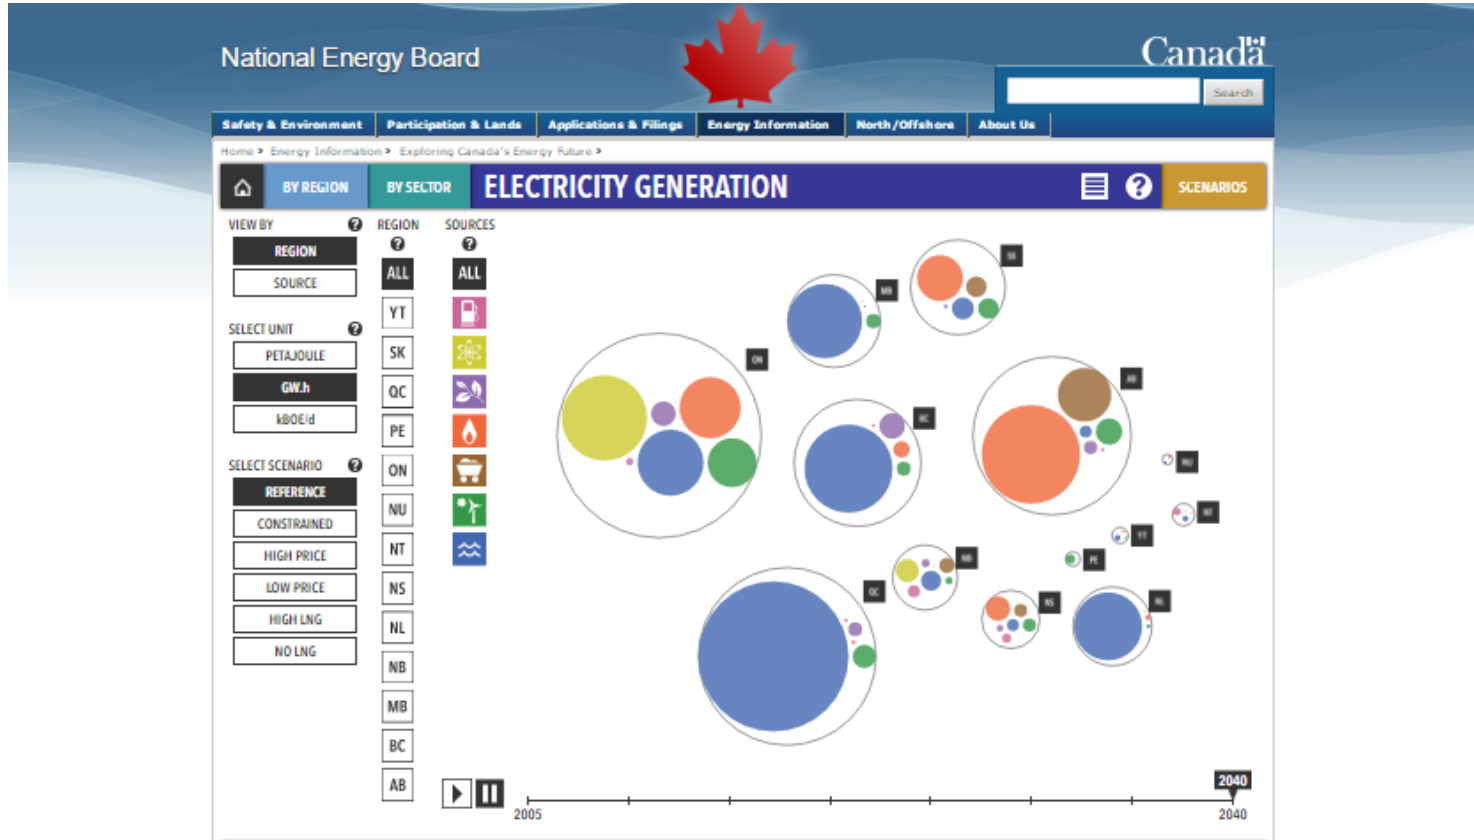 National Energy Board
Canada
Search
Safety & Environment
Participation & Lands
Applications & Filings
Energy Information
North/Offshore
About Us
Home > Energy Information > Exploring Canada's Energy Future >
BY REGION
BY SECTOR
ELECTRICITY GENERATION
?
SCENARIOS
VIEW BY ?
REGION
SOURCE
SELECT UNIT ?
PETAJOULE
GW.h
kBOE/d
SELECT SCENARIO ?
REFERENCE
CONSTRAINED
HIGH PRICE
LOW PRICE
HIGH LNG
NO LNG
REGION
?
ALL
YT
SK
QC
PE
ON
NU
NT
NS
NL
NB
MB
BC
AB
SOURCES
?
ALL
SK
MB
ON
AB
BC
NU
NT
YT
NB
PE
QC
NS
NL
2040
2005
2040